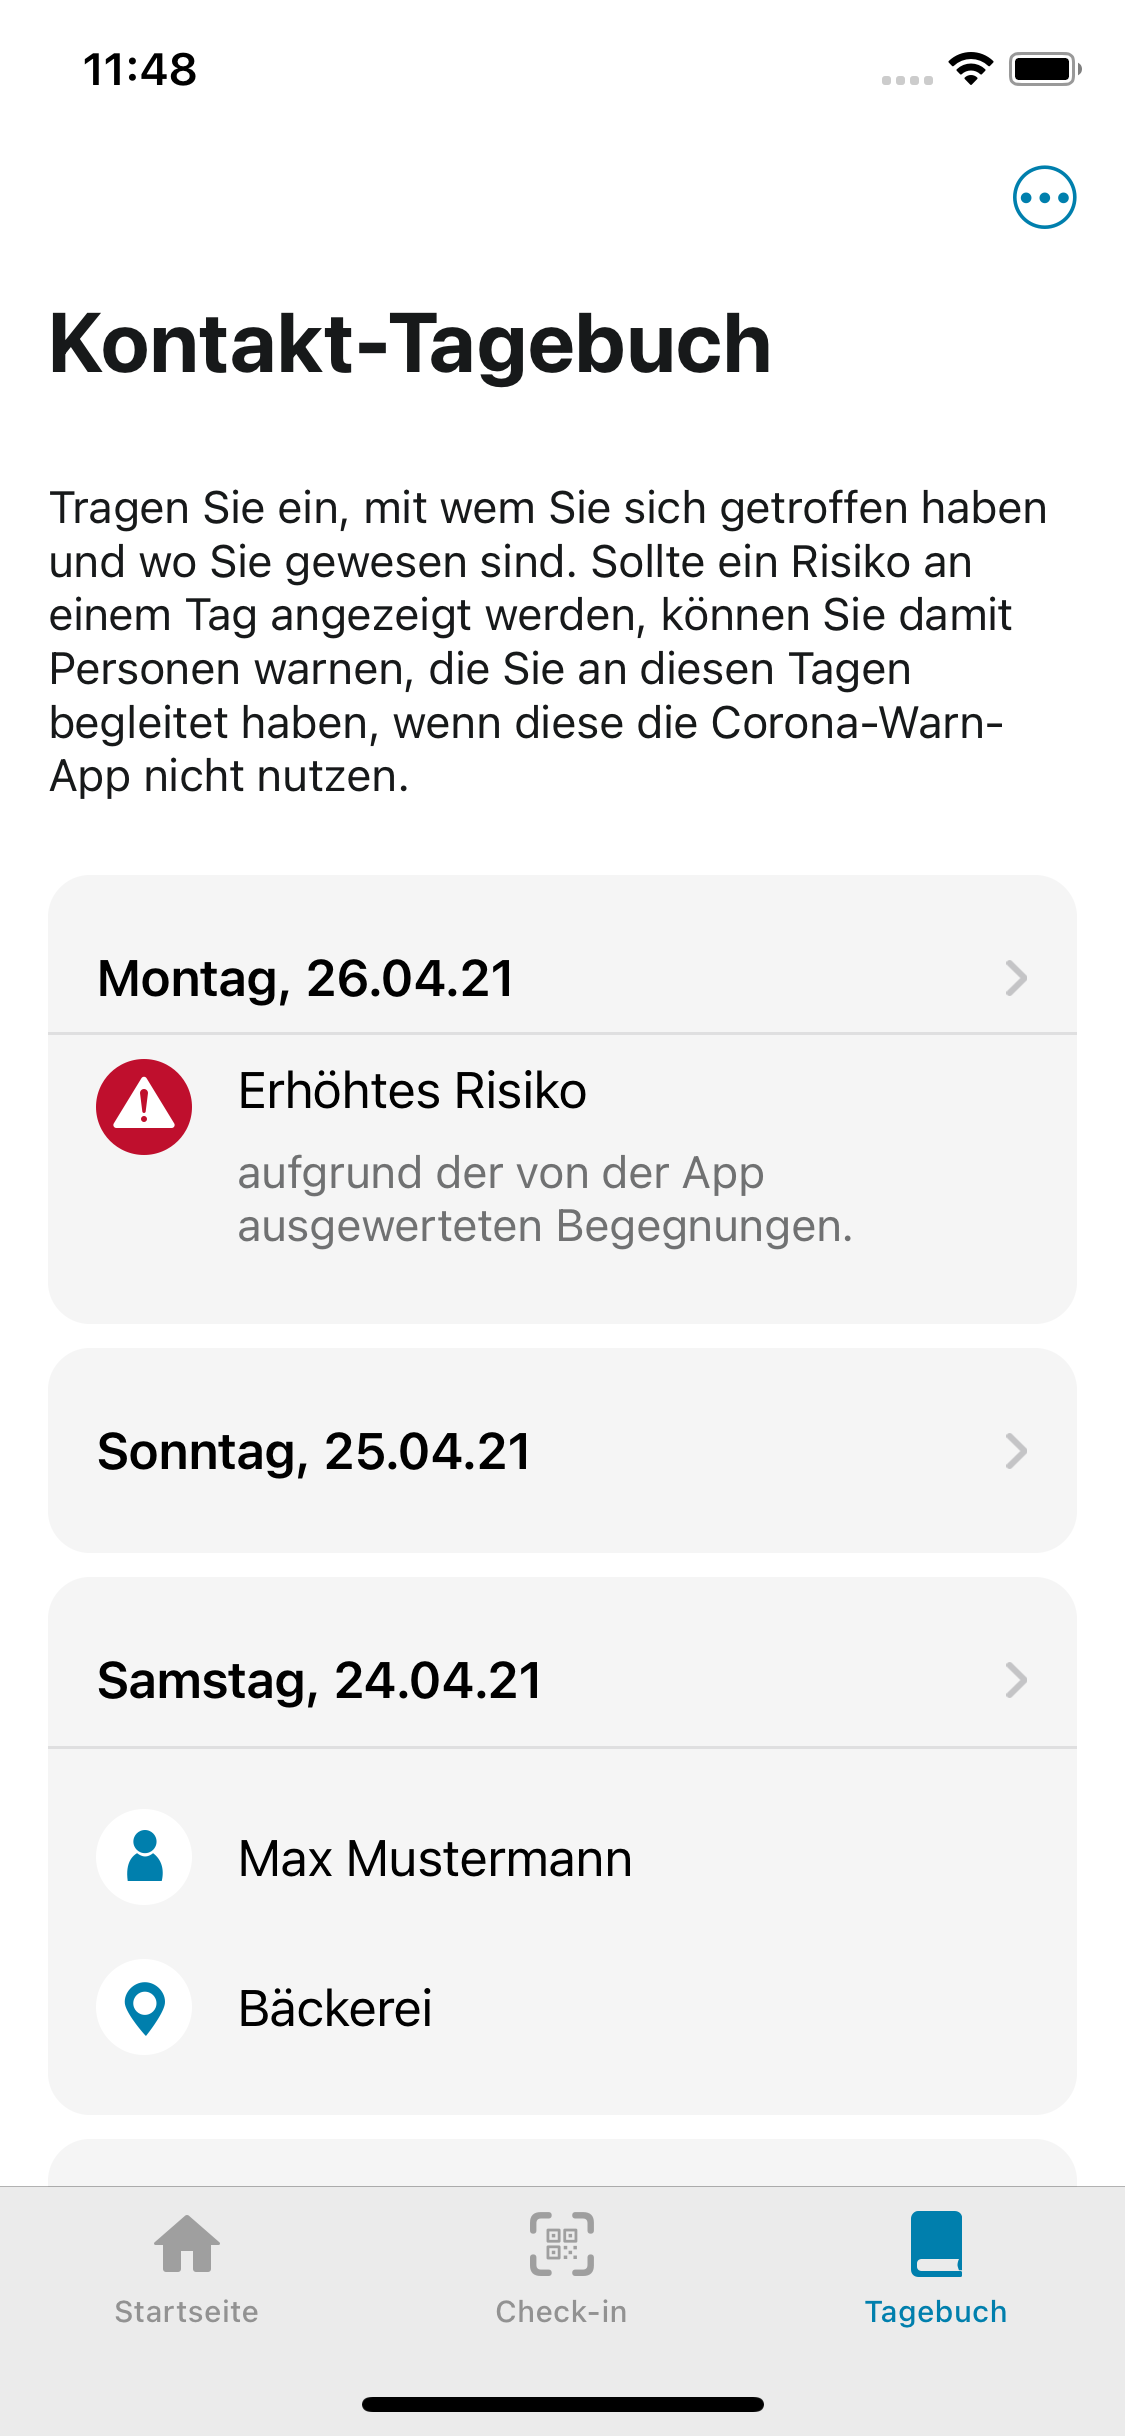 11:48
Kontakt-Tagebuch
Tragen Sie ein, mit wem Sie sich getroffen haben
und wo Sie gewesen sind. Sollte ein Risiko an
einem Tag angezeigt werden, können Sie damit
Personen warnen, die Sie an diesen Tagen
begleitet haben, wenn diese die Corona-Warn-
App nicht nutzen.
Montag, 26.04.21
Erhöhtes Risiko
aufgrund der von der App
ausgewerteten Begegnungen.
Sonntag, 25.04.21
Samstag, 24.04.21
Max Mustermann
Bäckerei
Startseite
Check-in
Tagebuch